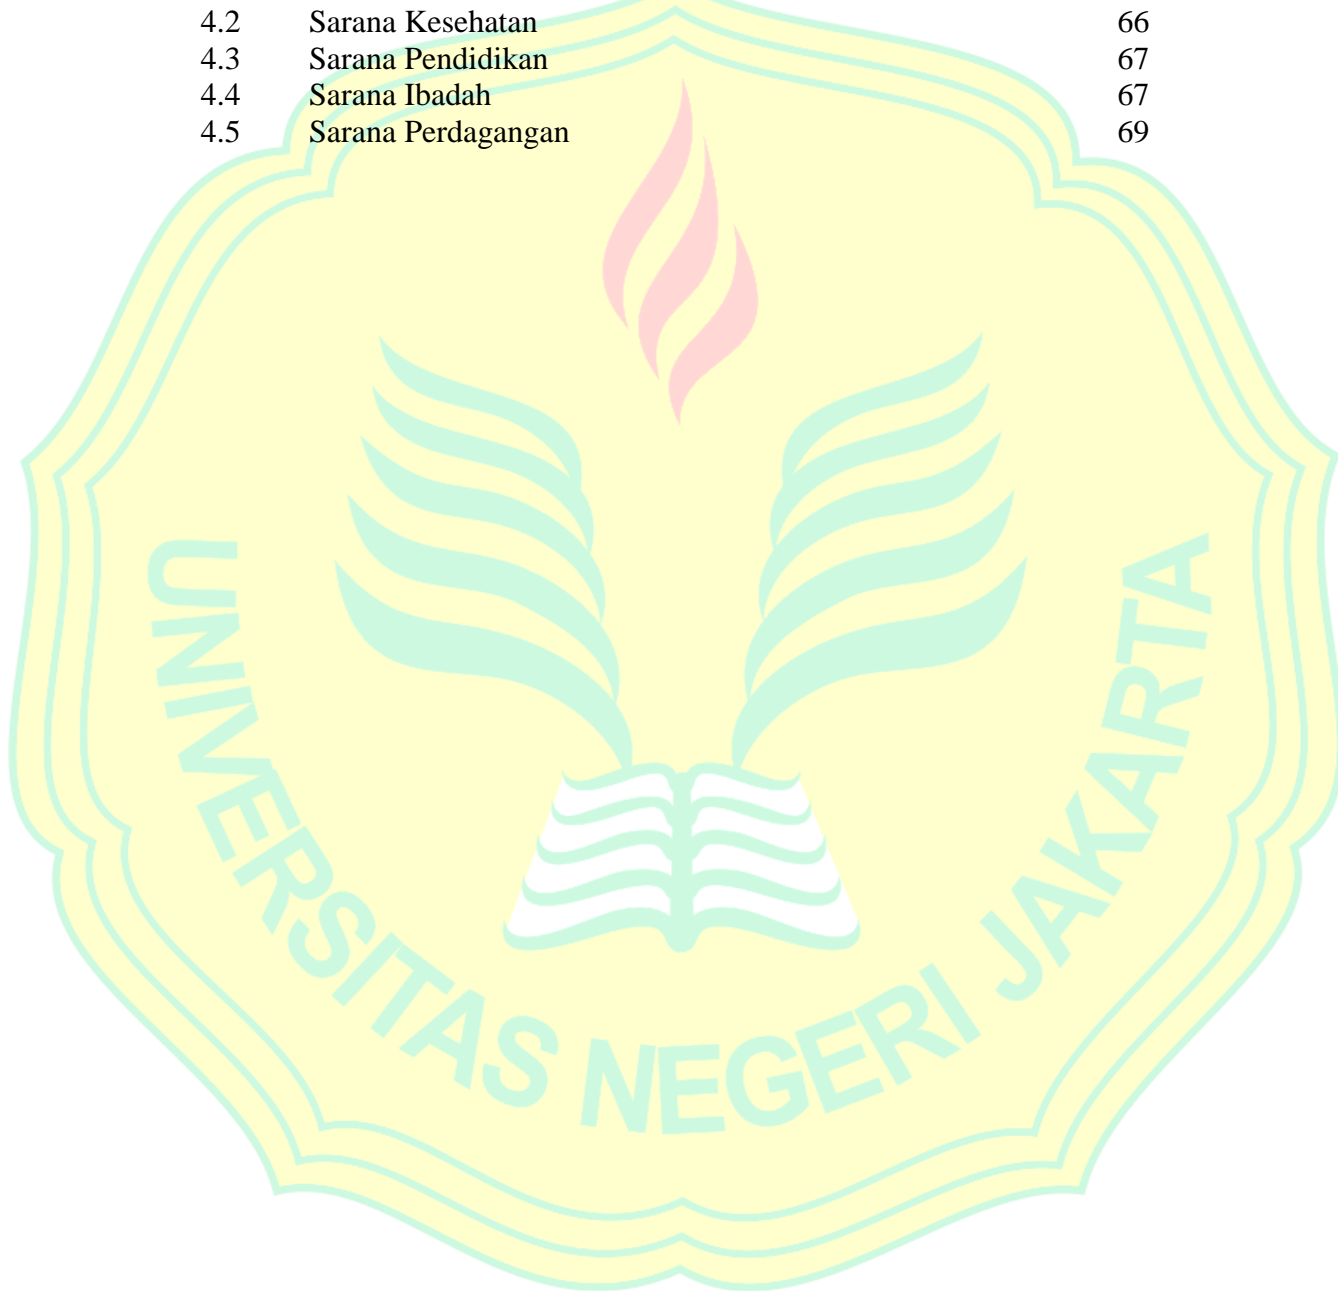 4.2 Sarana Kesehatan 66
4.3 Sarana Pendidikan 67
4.4 Sarana Ibadah 67
4.5 Sarana Perdagangan 69
UNIVERSITAS NEGERI JAKARTA